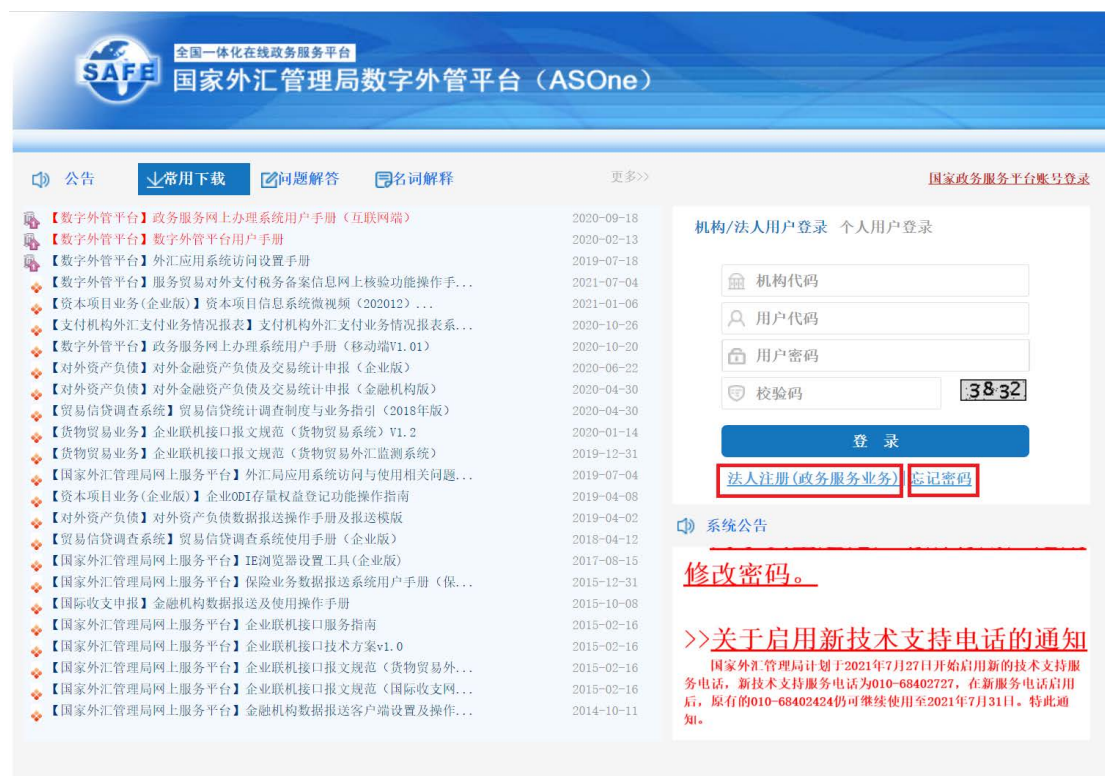 SAFE
全国一体化在线政务服务平台
国家外汇管理局数字外管平台（ASOne）
公告 常用下载 问题解答 名词解释 更多>>
国家政务服务平台账号登录
【数字外管平台】政务服务网上办理系统用户手册（互联网端） 2020-09-18
【数字外管平台】数字外管平台用户手册 2020-02-13
【数字外管平台】外汇应用系统访问设置手册 2019-07-18
【数字外管平台】服务贸易对外支付税务备案信息网上核验功能操作手... 2021-07-04
【资本项目业务(企业版)】资本项目信息系统微视频（202012）... 2021-01-06
【支付机构外汇支付业务情况报表】支付机构外汇支付业务情况报表系... 2020-10-26
【数字外管平台】政务服务网上办理系统用户手册（移动端V1.01） 2020-10-20
【对外资产负债】对外金融资产负债及交易统计申报（企业版） 2020-06-22
【对外资产负债】对外金融资产负债及交易统计申报（金融机构版） 2020-04-30
【贸易信贷调查系统】贸易信贷统计调查制度与业务指引（2018年版） 2020-04-30
【货物贸易业务】企业联机接口报文规范（货物贸易系统）V1.2 2020-01-14
【货物贸易业务】企业联机接口报文规范（货物贸易外汇监测系统） 2019-12-31
【国家外汇管理局网上服务平台】外汇局应用系统访问与使用相关问题... 2019-07-04
【资本项目业务(企业版)】企业ODI存量权益登记功能操作指南 2019-04-08
【对外资产负债】对外资产负债数据报送操作手册及报送模版 2019-04-02
【贸易信贷调查系统】贸易信贷调查系统使用手册（企业版） 2018-04-12
【国家外汇管理局网上服务平台】IE浏览器设置工具(企业版) 2017-08-15
【国家外汇管理局网上服务平台】保险业务数据报送系统用户手册（保... 2015-12-31
【国际收支申报】金融机构数据报送及使用操作手册 2015-10-08
【国家外汇管理局网上服务平台】企业联机接口服务指南 2015-02-16
【国家外汇管理局网上服务平台】企业联机接口技术方案v1.0 2015-02-16
【国家外汇管理局网上服务平台】企业联机接口报文规范（货物贸易外... 2015-02-16
【国家外汇管理局网上服务平台】企业联机接口报文规范（国际收支网... 2015-02-16
【国家外汇管理局网上服务平台】金融机构数据报送客户端设置及操作... 2014-10-11
机构/法人用户登录 个人用户登录
机构代码
用户代码
用户密码
校验码 3832
登 录
法人注册(政务服务业务)|忘记密码
系统公告
修改密码。
>>关于启用新技术支持电话的通知
国家外汇管理局计划于2021年7月27日开始启用新的技术支持服
务电话，新技术支持服务电话为010-68402727，在新服务电话启用
后，原有的010-68402424仍可继续使用至2021年7月31日。特此通
知。